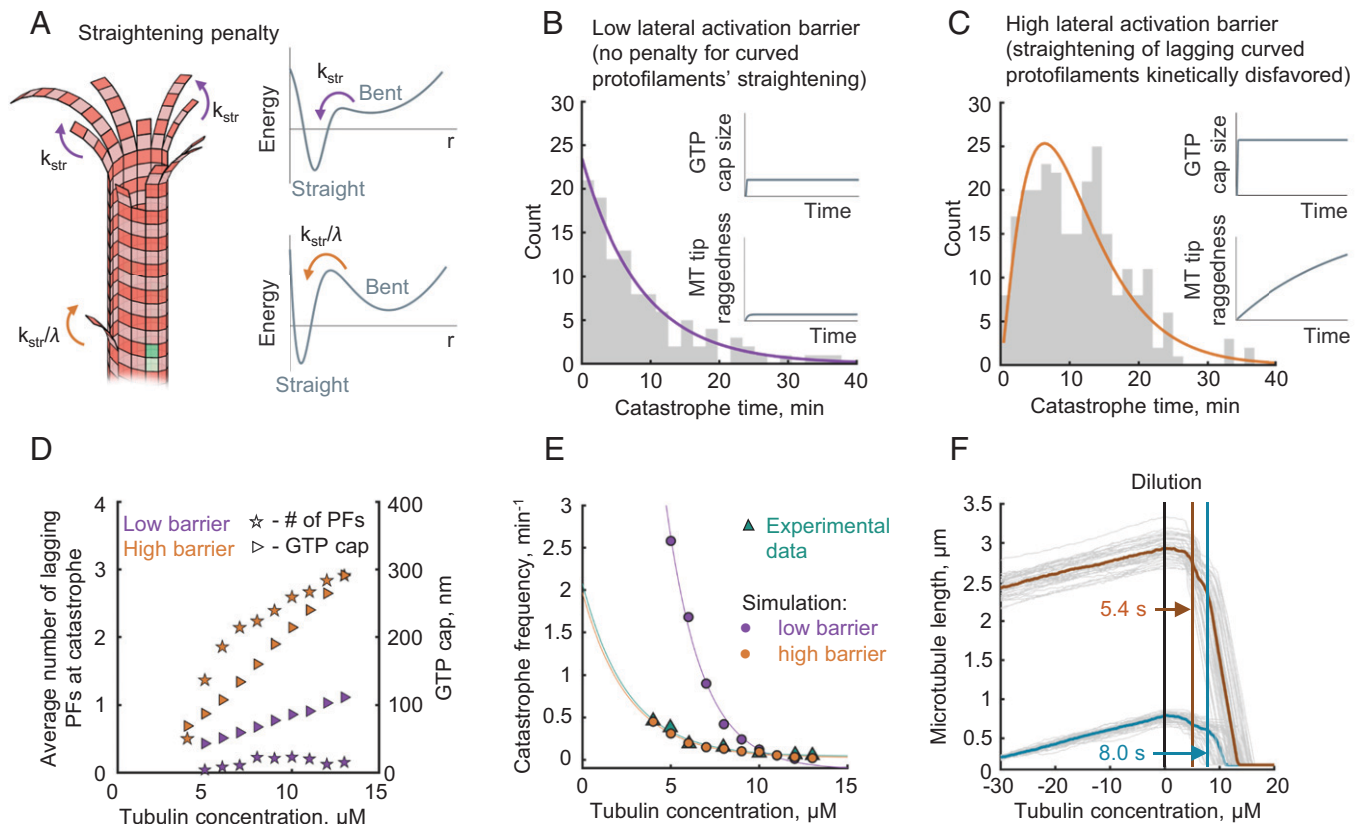 A
Straightening penalty
k_str
k_str
k_str/λ
Energy
k_str
Bent
r
Straight
Energy
k_str/λ
Bent
r
Straight
B
Low lateral activation barrier
(no penalty for curved
protofilaments' straightening)
Count
30
25
20
15
10
5
0
0 10 20 30 40
Catastrophe time, min
GTP
cap size
Time
MT tip
raggedness
Time
C
High lateral activation barrier
(straightening of lagging curved
protofilaments kinetically disfavored)
Count
30
25
20
15
10
5
0
0 10 20 30 40
Catastrophe time, min
GTP
cap size
Time
MT tip
raggedness
Time
D
Average number of lagging
PFs at catastrophe
4
3
2
1
0
Low barrier
High barrier
- # of PFs
- GTP cap
400
300
200
100
0
GTP cap, nm
5 10 15
Tubulin concentration, µM
E
Catastrophe frequency, min⁻¹
3
2.5
2
1.5
1
0.5
0
0 5 10 15
Tubulin concentration, µM
Experimental
data
Simulation:
low barrier
high barrier
F
Dilution
Microtubule length, µm
3.5
3
2.5
2
1.5
1
0.5
0
5.4 s
8.0 s
-30 -20 -10 0 10 20
Tubulin concentration, µM